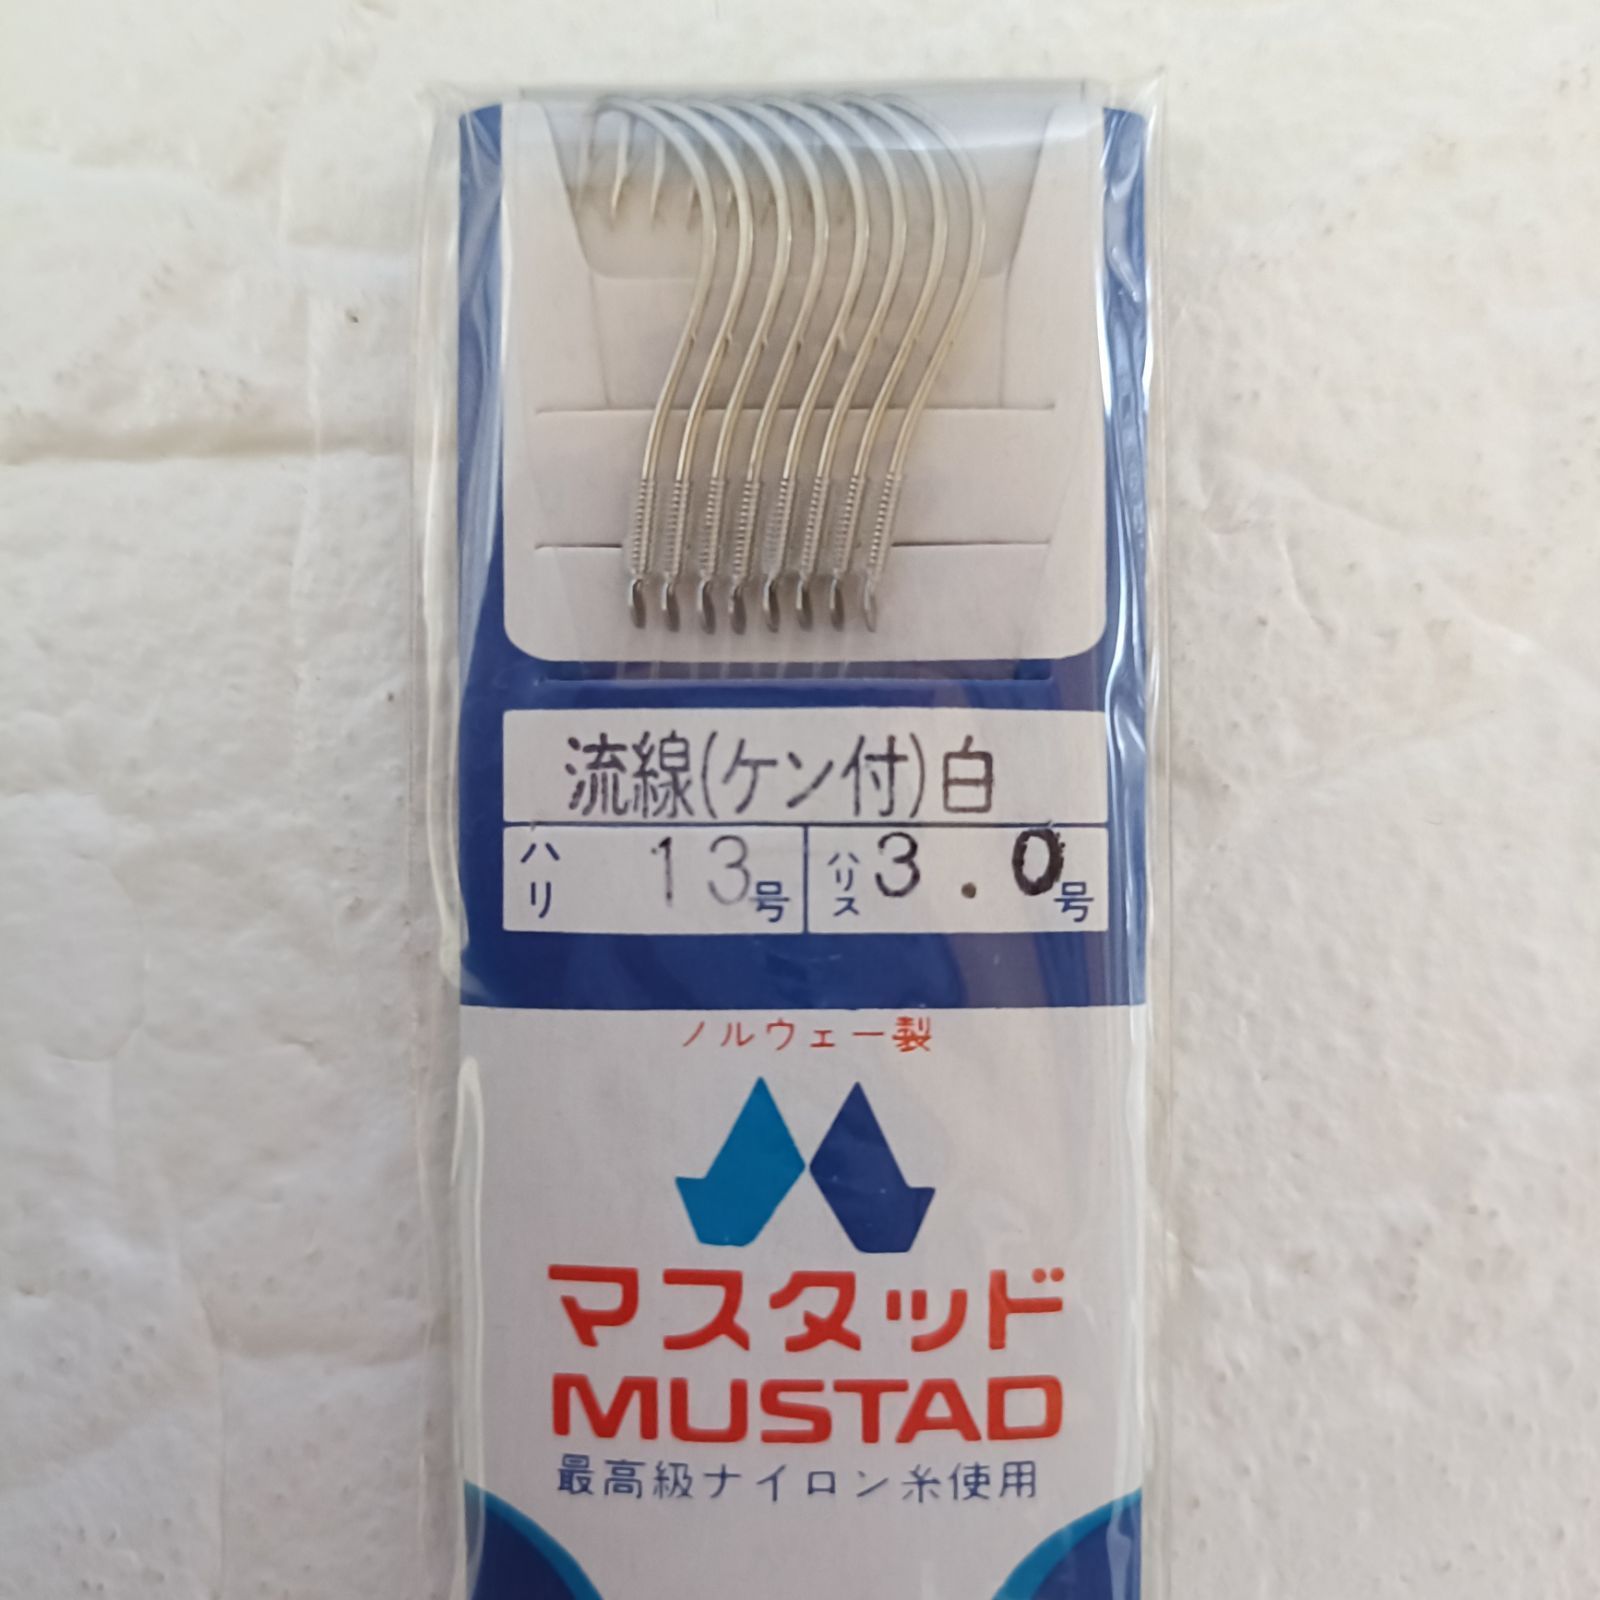 流線(ケン付)白
ハリ 13号 ハリス 3.0号
ノルウェー製
マスタッド
MUSTAD
最高級ナイロン糸使用